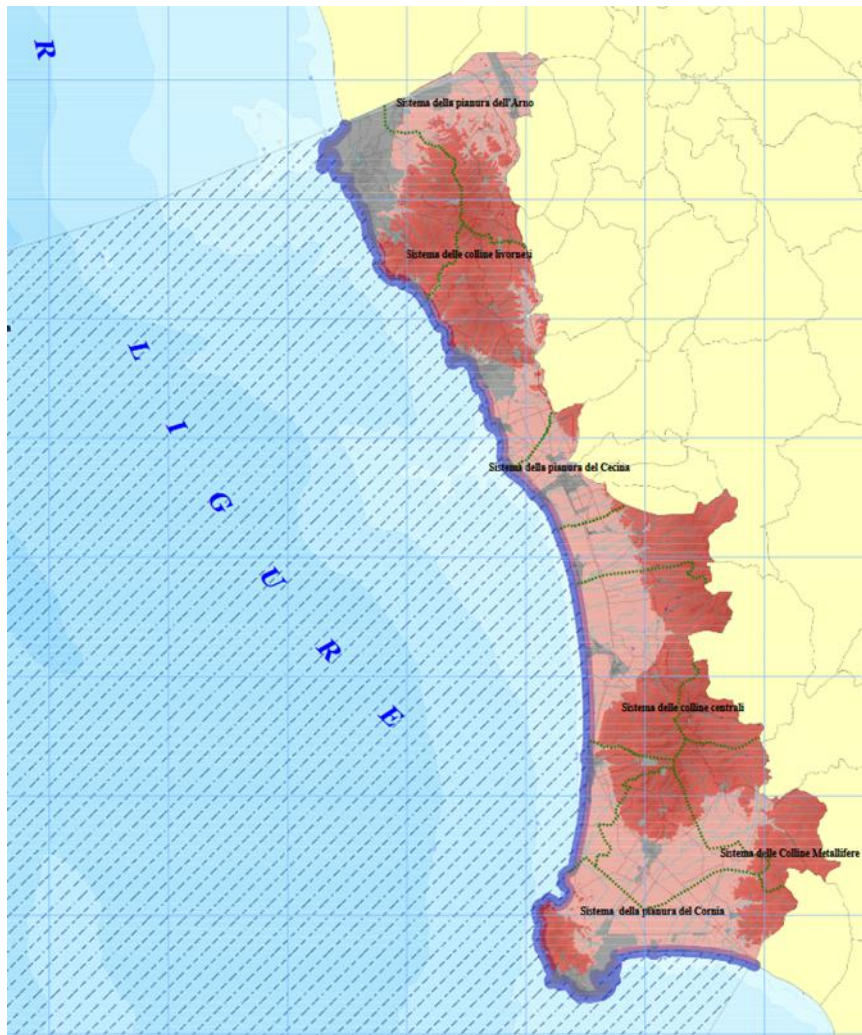 R
Sistema della pianura dell'Arno
Sistema delle colline livornesi
L I G U R E
Sistema della pianura del Cecina
Sistema delle colline centrali
Sistema delle Colline Metallifere
Sistema della pianura del Cornia